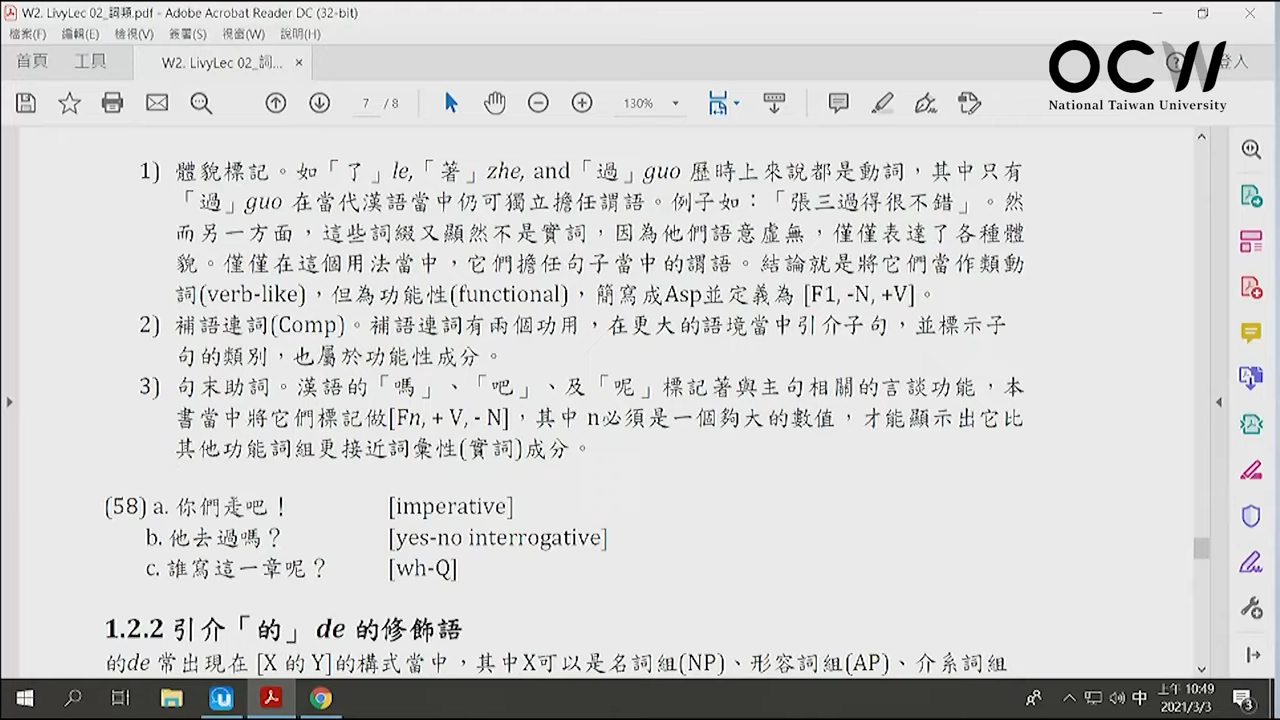 W2. LivyLec 02_詞類.pdf - Adobe Acrobat Reader DC (32-bit)
檔案(F) 編輯(E) 檢視(V) 簽署(S) 視窗(W) 說明(H)
首頁 工具 W2. LivyLec 02_詞... × 登入
OCW
National Taiwan University
7 / 8 130%
1) 體貌標記。如「了」le,「著」zhe, and「過」guo 歷時上來說都是動詞，其中只有
「過」guo 在當代漢語當中仍可獨立擔任謂語。例子如：「張三過得很不錯」。然
而另一方面，這些詞綴又顯然不是實詞，因為他們語意虛無，僅僅表達了各種體
貌。僅僅在這個用法當中，它們擔任句子當中的謂語。結論就是將它們當作類動
詞(verb-like)，但為功能性(functional)，簡寫成Asp並定義為 [F1, -N, +V]。
2) 補語連詞(Comp)。補語連詞有兩個功用，在更大的語境當中引介子句，並標示子
句的類別，也屬於功能性成分。
3) 句末助詞。漢語的「嗎」、「吧」、及「呢」標記著與主句相關的言談功能，本
書當中將它們標記做[Fn, + V, - N]，其中 n必須是一個夠大的數值，才能顯示出它比
其他功能詞組更接近詞彙性(實詞)成分。
(58) a. 你們走吧！ [imperative]
b. 他去過嗎？ [yes-no interrogative]
c. 誰寫這一章呢？ [wh-Q]
1.2.2 引介「的」de 的修飾語
的de 常出現在 [X 的 Y]的構式當中，其中X可以是名詞組(NP)、形容詞組(AP)、介系詞組
中 上午 10:49
2021/3/3 3